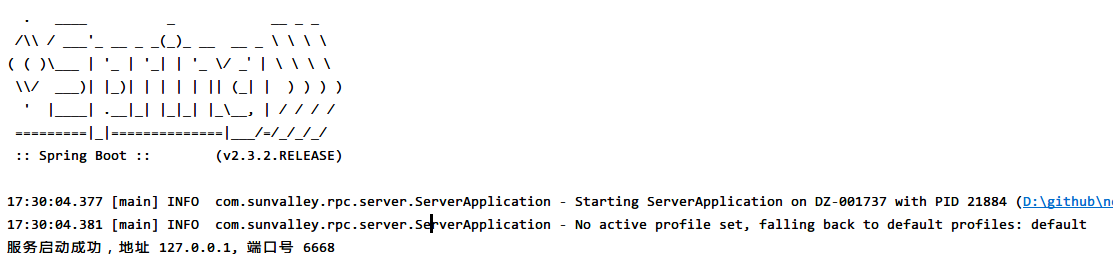 .   ____          _            __ _ _
 /\\ / ___'_ __ _ _(_)_ __  __ _ \ \ \ \
( ( )\___ | '_ | '_| | '_ \/ _' | \ \ \ \
 \\/  ___)| |_)| | | | | || (_| |  ) ) ) )
  '  |____| .__|_| |_|_| |_\__, | / / / /
 =========|_|==============|___/=/_/_/_/
 :: Spring Boot ::        (v2.3.2.RELEASE)
17:30:04.377 [main] INFO  com.sunvalley.rpc.server.ServerApplication - Starting ServerApplication on DZ-001737 with PID 21884 (D:\github\ne
17:30:04.381 [main] INFO  com.sunvalley.rpc.server.ServerApplication - No active profile set, falling back to default profiles: default
服务启动成功，地址 127.0.0.1, 端口号 6668